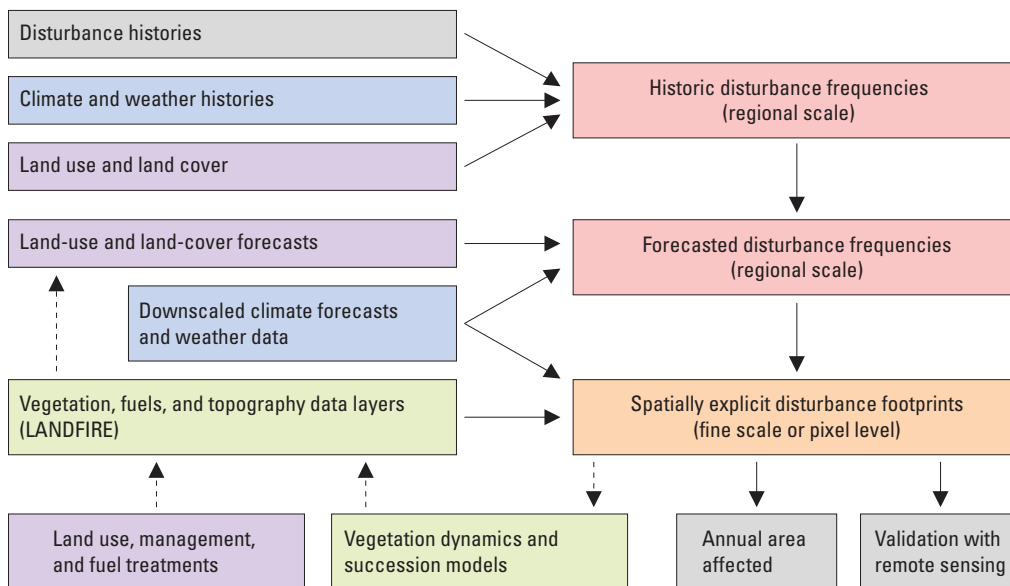 Disturbance histories
Climate and weather histories
Land use and land cover
Historic disturbance frequencies
(regional scale)
Land-use and land-cover forecasts
Forecasted disturbance frequencies
(regional scale)
Downscaled climate forecasts
and weather data
Vegetation, fuels, and topography data layers
(LANDFIRE)
Spatially explicit disturbance footprints
(fine scale or pixel level)
Land use, management,
and fuel treatments
Vegetation dynamics and
succession models
Annual area
affected
Validation with
remote sensing